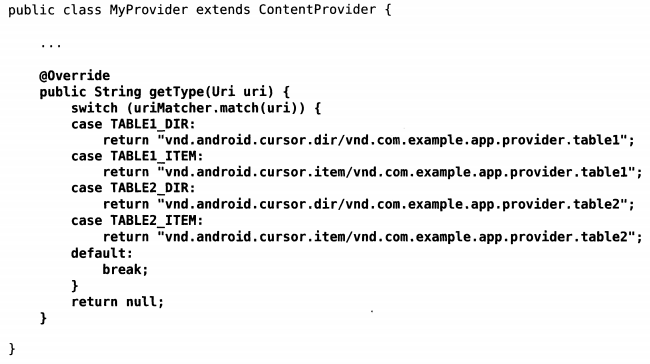 public class MyProvider extends ContentProvider {
    ...
    @Override
    public String getType(Uri uri) {
        switch (uriMatcher.match(uri)) {
        case TABLE1_DIR:
            return "vnd.android.cursor.dir/vnd.com.example.app.provider.table1";
        case TABLE1_ITEM:
            return "vnd.android.cursor.item/vnd.com.example.app.provider.table1";
        case TABLE2_DIR:
            return "vnd.android.cursor.dir/vnd.com.example.app.provider.table2";
        case TABLE2_ITEM:
            return "vnd.android.cursor.item/vnd.com.example.app.provider.table2";
        default:
            break;
        }
        return null;
    }
}